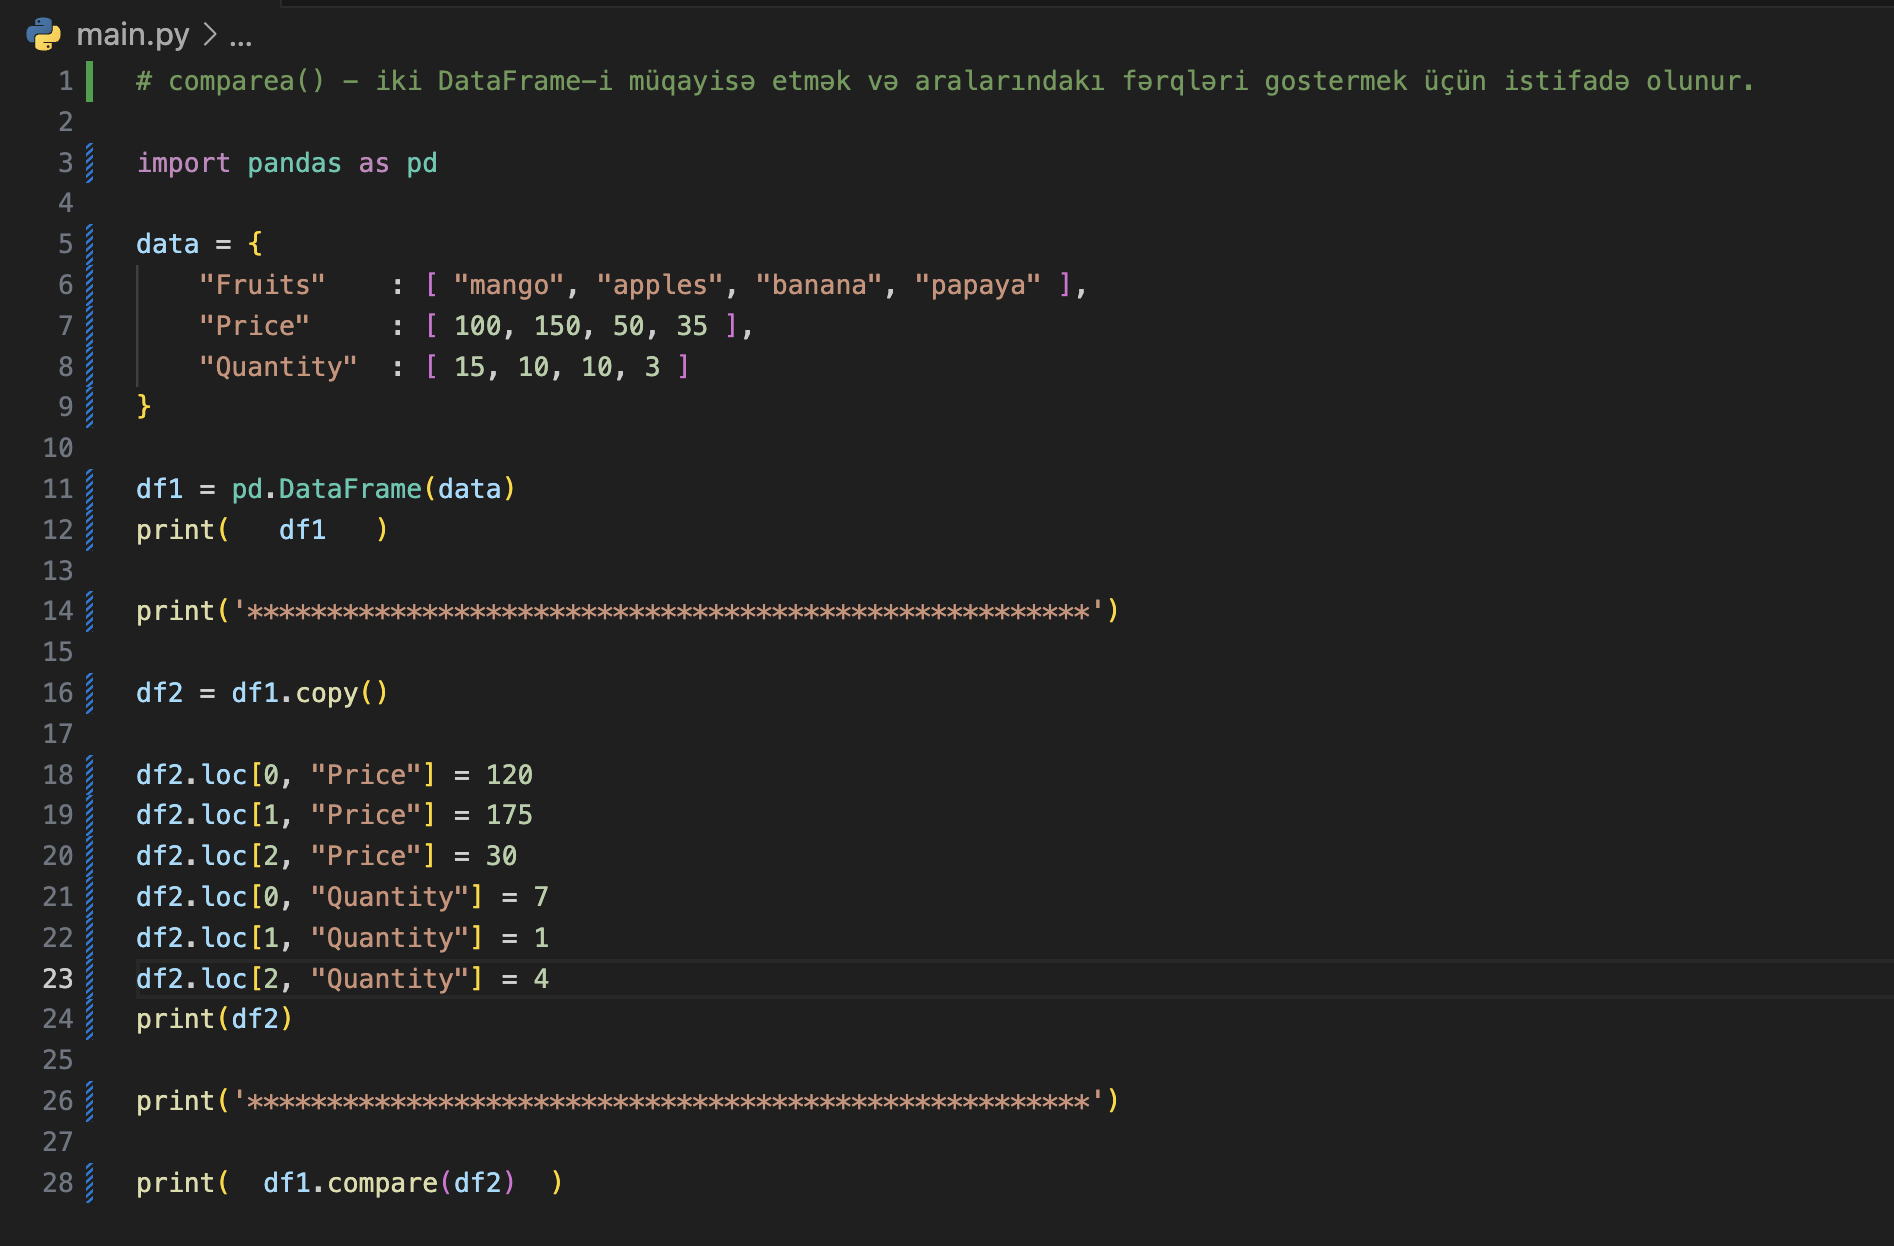 main.py > ...
1 # comparea() - iki DataFrame-i müqayisə etmək və aralarındakı fərqləri gostermek üçün istifadə olunur.
2
3 import pandas as pd
4
5 data = {
6 "Fruits" : [ "mango", "apples", "banana", "papaya" ],
7 "Price" : [ 100, 150, 50, 35 ],
8 "Quantity" : [ 15, 10, 10, 3 ]
9 }
10
11 df1 = pd.DataFrame(data)
12 print( df1 )
13
14 print('*****************************************************')
15
16 df2 = df1.copy()
17
18 df2.loc[0, "Price"] = 120
19 df2.loc[1, "Price"] = 175
20 df2.loc[2, "Price"] = 30
21 df2.loc[0, "Quantity"] = 7
22 df2.loc[1, "Quantity"] = 1
23 df2.loc[2, "Quantity"] = 4
24 print(df2)
25
26 print('*****************************************************')
27
28 print( df1.compare(df2) )